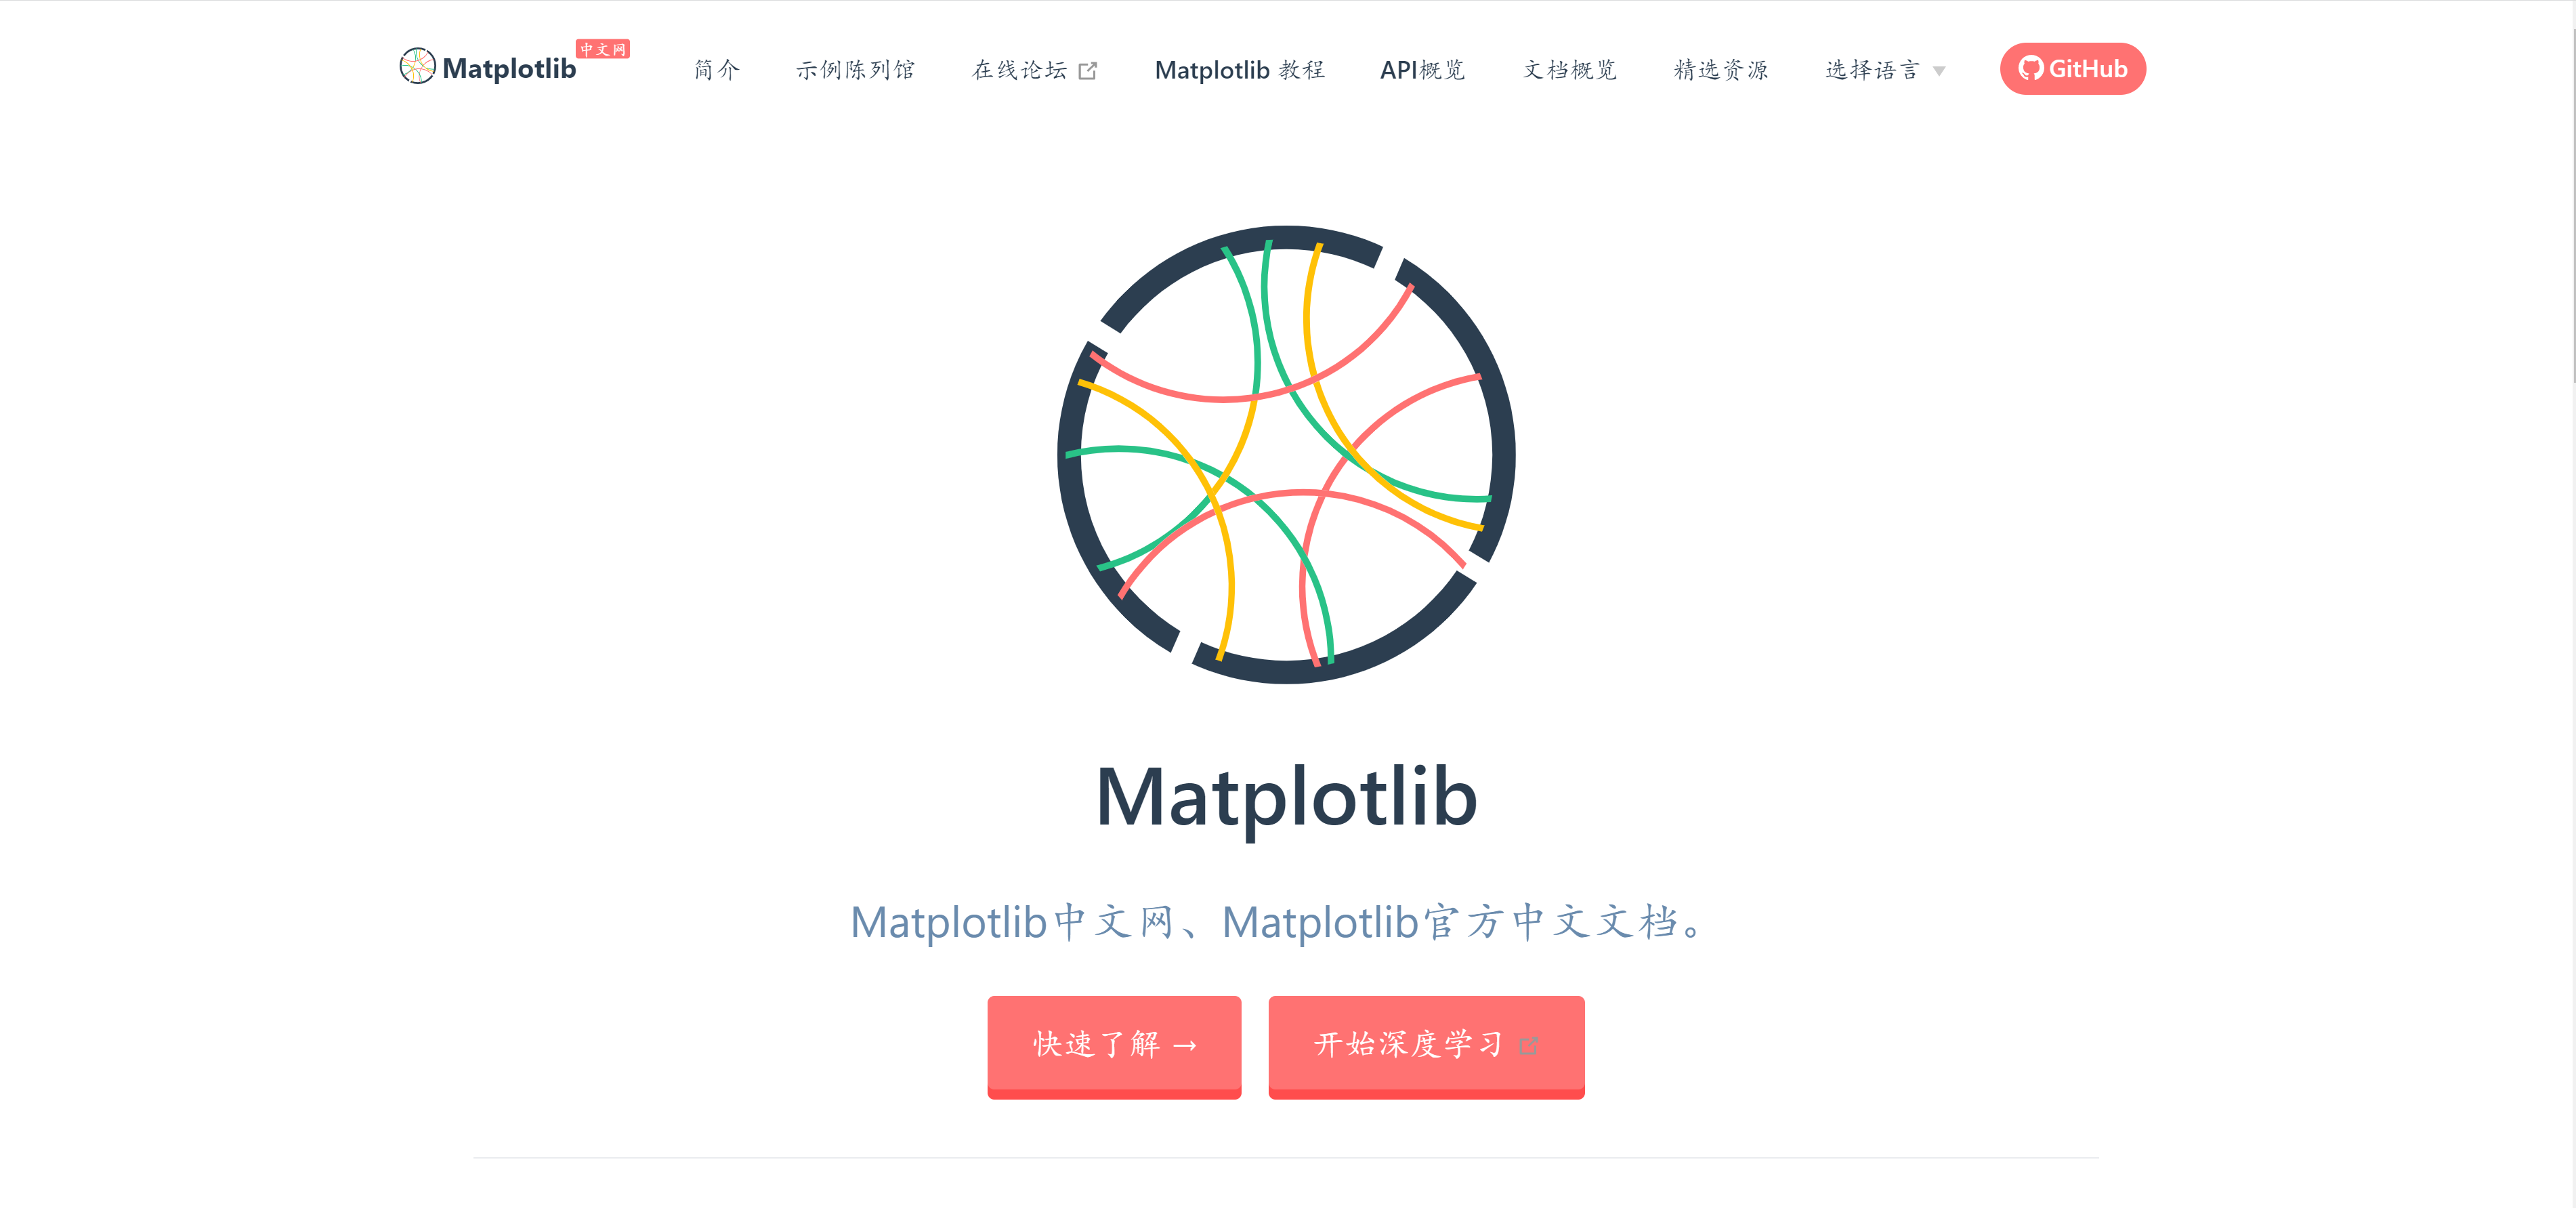 Matplotlib 中文网
简介 示例陈列馆 在线论坛 Matplotlib 教程 API概览 文档概览 精选资源 选择语言 GitHub
Matplotlib
Matplotlib中文网、Matplotlib官方中文文档。
快速了解 → 开始深度学习